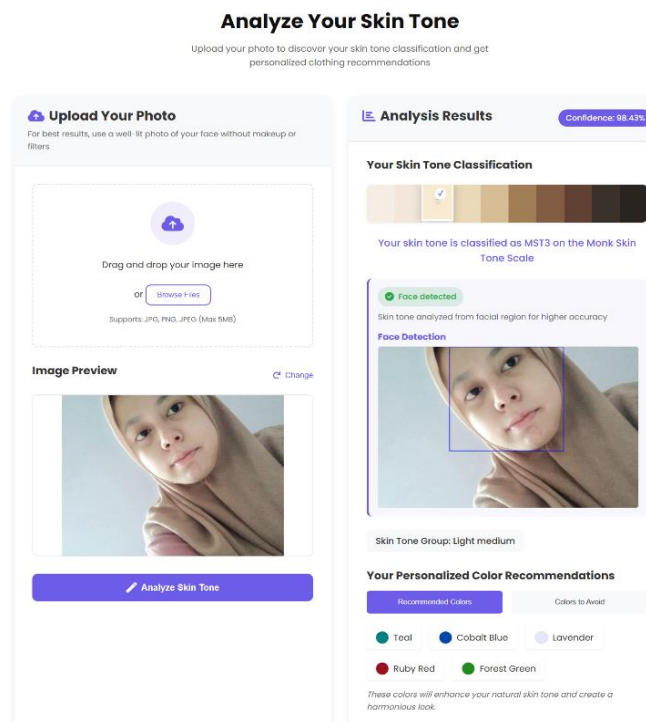 Analyze Your Skin Tone
Upload your photo to discover your skin tone classification and get
personalized clothing recommendations
Upload Your Photo
For best results, use a well-lit photo of your face without makeup or
filters
Drag and drop your image here
or Browse Files
Supports: JPG, PNG, JPEG (Max 5MB)
Image Preview
Change
Analyze Skin Tone
Analysis Results
Confidence: 98.43%
Your Skin Tone Classification
Your skin tone is classified as MST3 on the Monk Skin
Tone Scale
Face detected
Skin tone analyzed from facial region for higher accuracy
Face Detection
Skin Tone Group: Light medium
Your Personalized Color Recommendations
Recommended Colors
Colors to Avoid
Teal
Cobalt Blue
Lavender
Ruby Red
Forest Green
These colors will enhance your natural skin tone and create a
harmonious look.